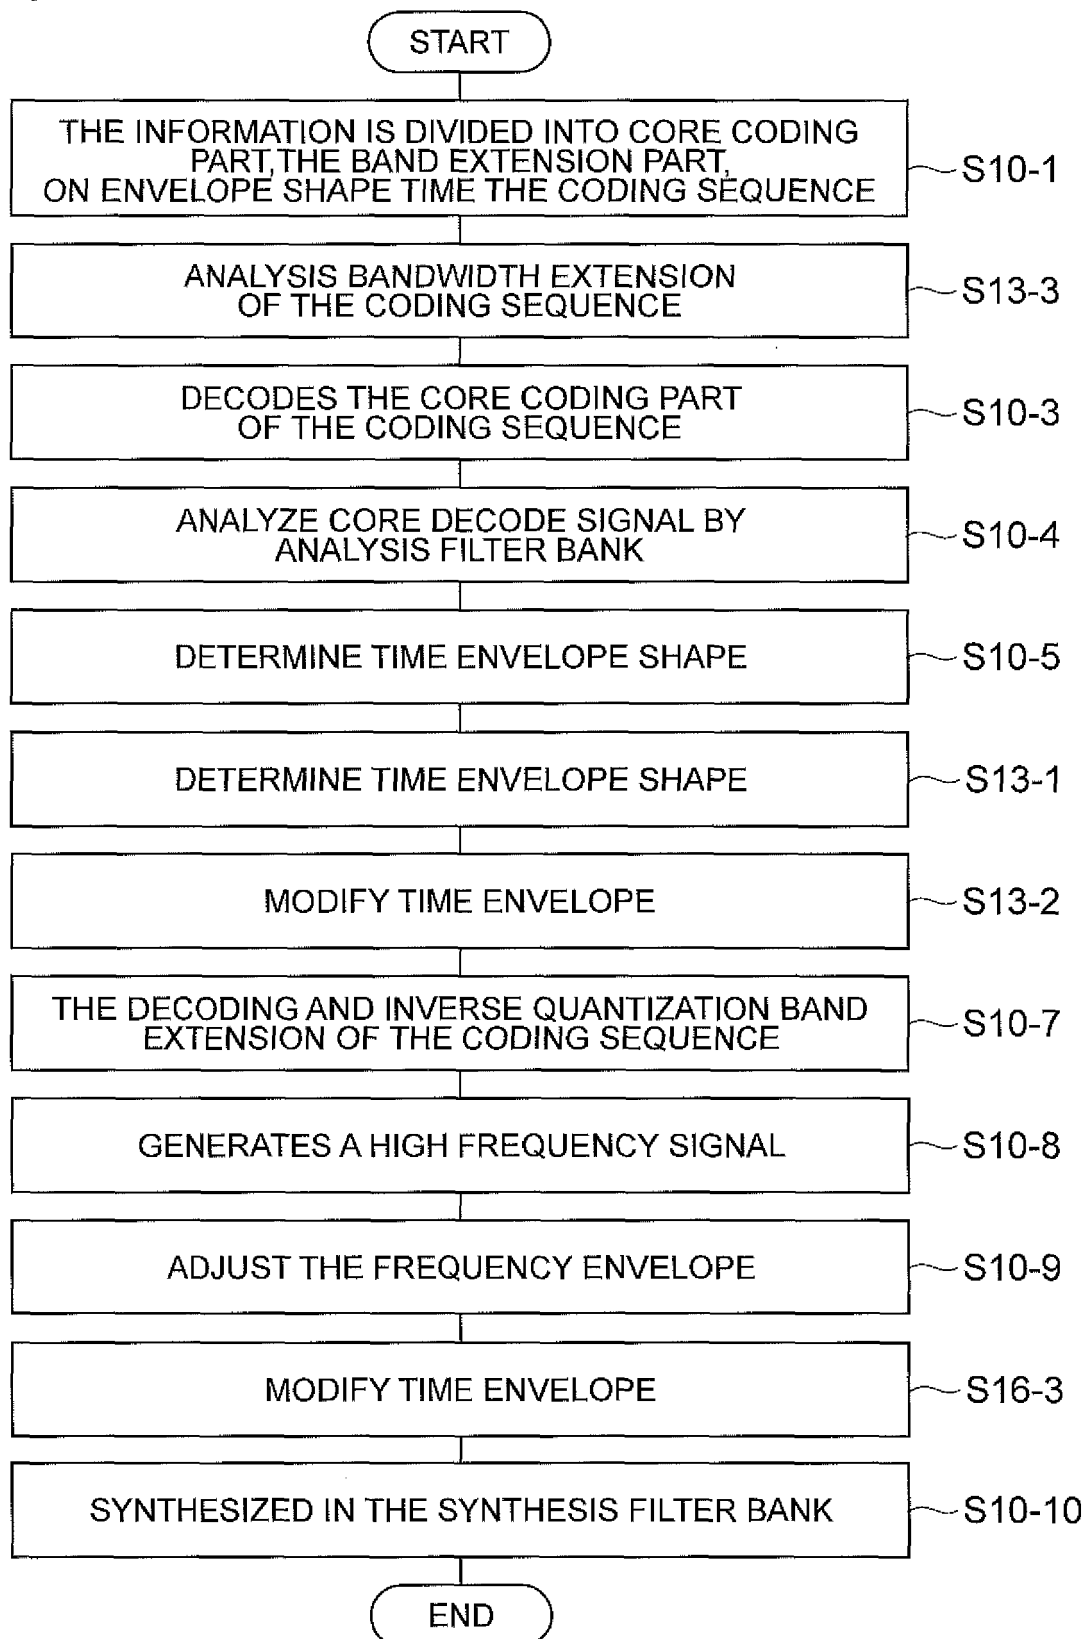 START
THE INFORMATION IS DIVIDED INTO CORE CODING
PART, THE BAND EXTENSION PART,
ON ENVELOPE SHAPE TIME THE CODING SEQUENCE
S10-1
ANALYSIS BANDWIDTH EXTENSION
OF THE CODING SEQUENCE
S13-3
DECODES THE CORE CODING PART
OF THE CODING SEQUENCE
S10-3
ANALYZE CORE DECODE SIGNAL BY
ANALYSIS FILTER BANK
S10-4
DETERMINE TIME ENVELOPE SHAPE
S10-5
DETERMINE TIME ENVELOPE SHAPE
S13-1
MODIFY TIME ENVELOPE
S13-2
THE DECODING AND INVERSE QUANTIZATION BAND
EXTENSION OF THE CODING SEQUENCE
S10-7
GENERATES A HIGH FREQUENCY SIGNAL
S10-8
ADJUST THE FREQUENCY ENVELOPE
S10-9
MODIFY TIME ENVELOPE
S16-3
SYNTHESIZED IN THE SYNTHESIS FILTER BANK
S10-10
END